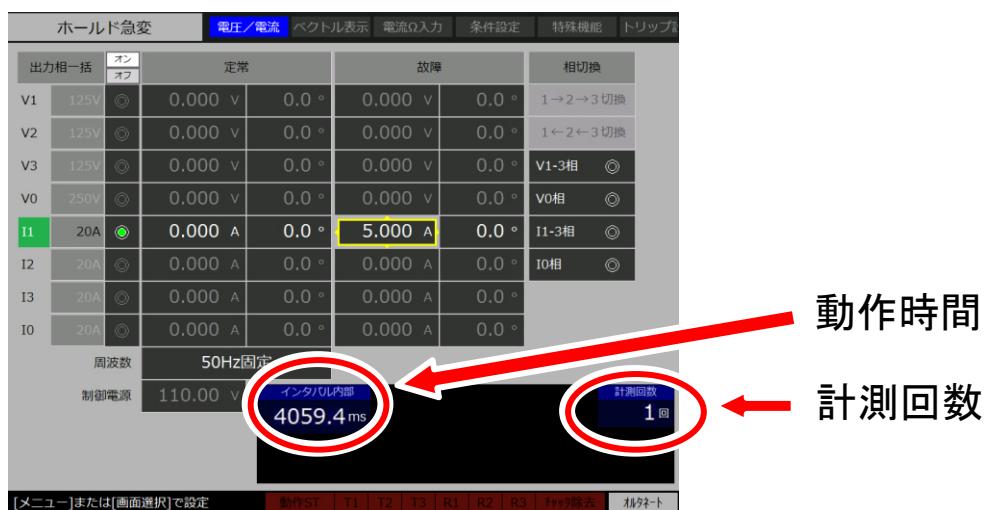 ホールド急変 電圧／電流 ベクトル表示 電流Ω入力 条件設定 特殊機能 トリップ
出力相一括 オン オフ 定常 故障 相切換
V1 125V 0.000 V 0.0 ° 0.000 V 0.0 ° 1→2→3切換
V2 125V 0.000 V 0.0 ° 0.000 V 0.0 ° 1←2←3切換
V3 125V 0.000 V 0.0 ° 0.000 V 0.0 ° V1-3相
V0 250V 0.000 V 0.0 ° 0.000 V 0.0 ° V0相
I1 20A 0.000 A 0.0 ° 5.000 A 0.0 ° I1-3相
I2 20A 0.000 A 0.0 ° 0.000 A 0.0 ° I0相
I3 20A 0.000 A 0.0 ° 0.000 A 0.0 °
I0 20A 0.000 A 0.0 ° 0.000 A 0.0 °
周波数 50Hz固定
制御電源 110.00 V インタバル内部 計測回数
4059.4 ms 1 回
動作時間
計測回数
[メニュー]または[画面選択]で設定 動作ST T1 T2 T3 R1 R2 R3 ﾁｬｯﾀ除去 ｵﾙﾀﾈｰﾄ